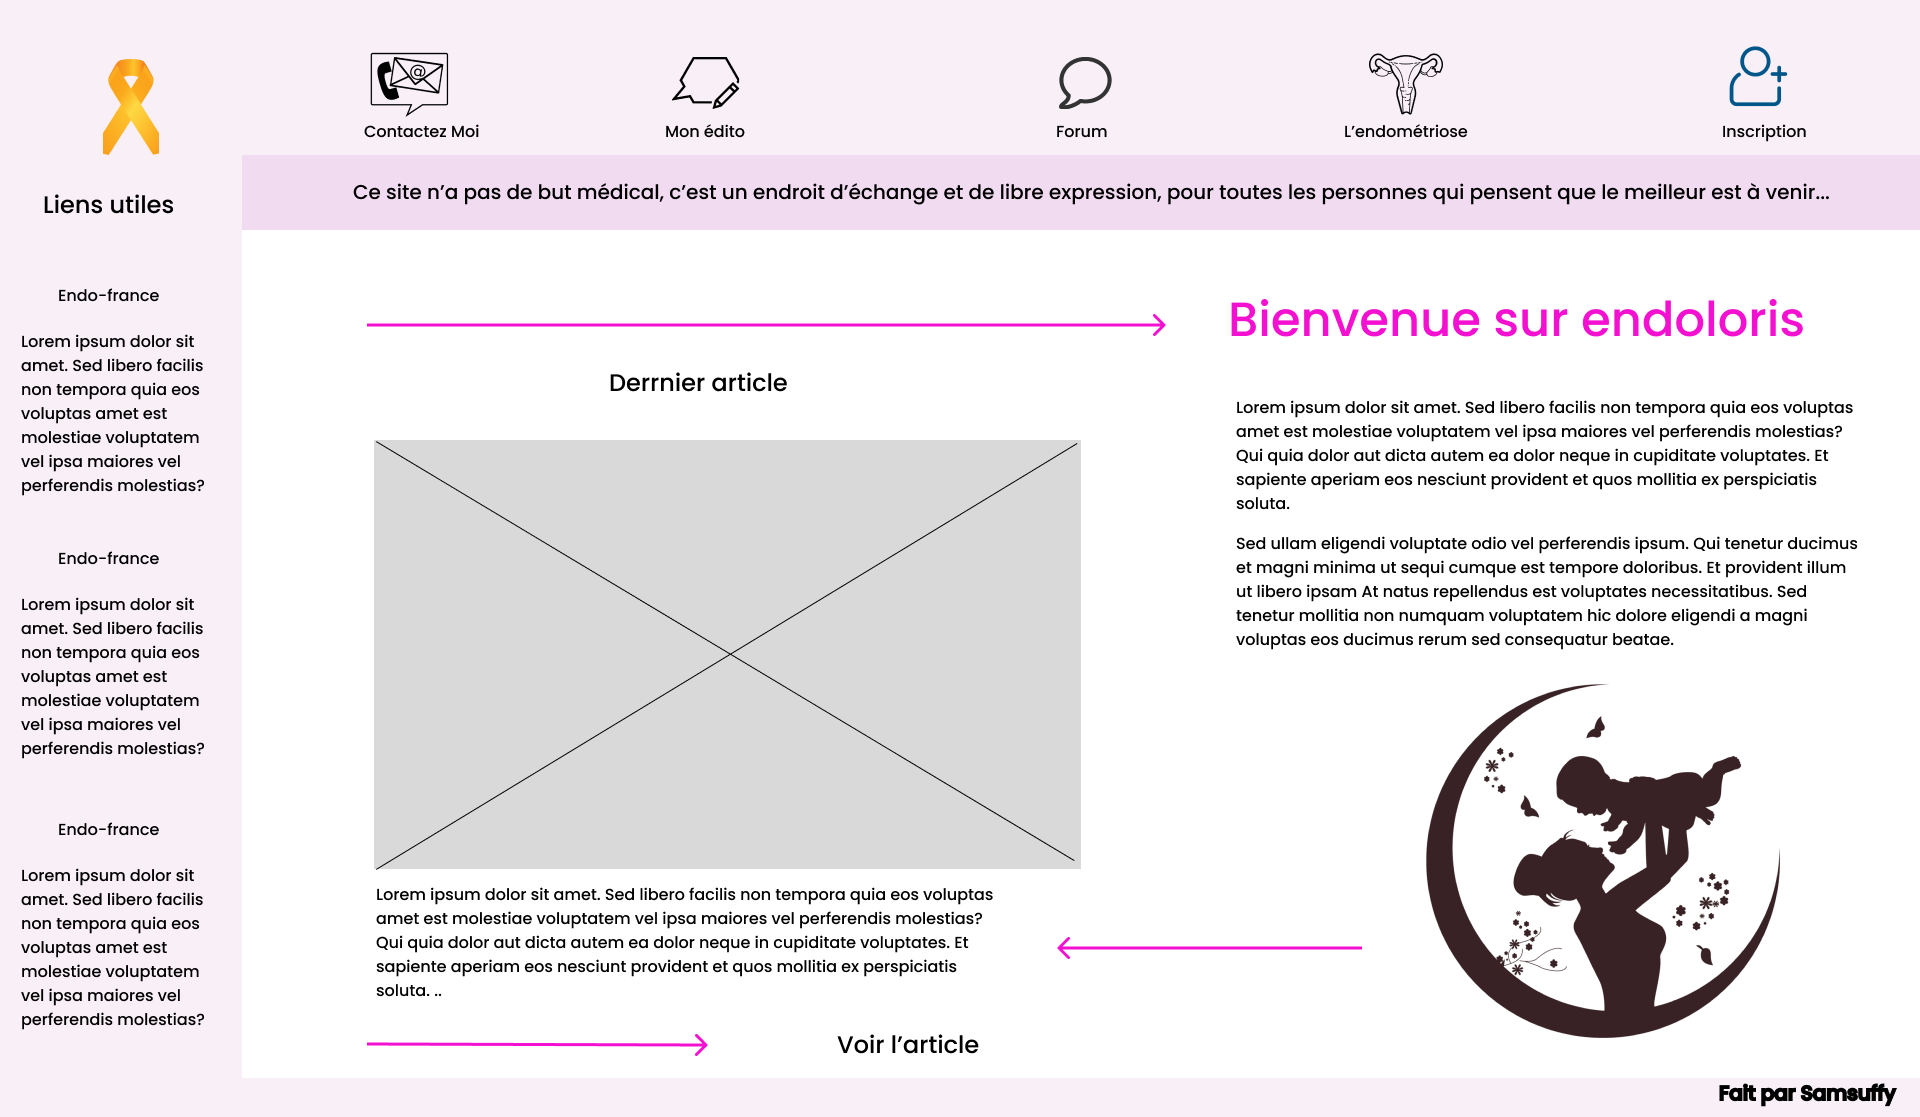 Contactez Moi
Mon édito
Forum
L'endométriose
Inscription
Ce site n'a pas de but médical, c'est un endroit d'échange et de libre expression, pour toutes les personnes qui pensent que le meilleur est à venir...
Liens utiles
Endo-france
Lorem ipsum dolor sit
amet. Sed libero facilis
non tempora quia eos
voluptas amet est
molestiae voluptatem
vel ipsa maiores vel
perferendis molestias?
Endo-france
Lorem ipsum dolor sit
amet. Sed libero facilis
non tempora quia eos
voluptas amet est
molestiae voluptatem
vel ipsa maiores vel
perferendis molestias?
Endo-france
Lorem ipsum dolor sit
amet. Sed libero facilis
non tempora quia eos
voluptas amet est
molestiae voluptatem
vel ipsa maiores vel
perferendis molestias?
Derrnier article
Lorem ipsum dolor sit amet. Sed libero facilis non tempora quia eos voluptas
amet est molestiae voluptatem vel ipsa maiores vel perferendis molestias?
Qui quia dolor aut dicta autem ea dolor neque in cupiditate voluptates. Et
sapiente aperiam eos nesciunt provident et quos mollitia ex perspiciatis
soluta. ..
Voir l'article
Bienvenue sur endoloris
Lorem ipsum dolor sit amet. Sed libero facilis non tempora quia eos voluptas
amet est molestiae voluptatem vel ipsa maiores vel perferendis molestias?
Qui quia dolor aut dicta autem ea dolor neque in cupiditate voluptates. Et
sapiente aperiam eos nesciunt provident et quos mollitia ex perspiciatis
soluta.
Sed ullam eligendi voluptate odio vel perferendis ipsum. Qui tenetur ducimus
et magni minima ut sequi cumque est tempore doloribus. Et provident illum
ut libero ipsam At natus repellendus est voluptates necessitatibus. Sed
tenetur mollitia non numquam voluptatem hic dolore eligendi a magni
voluptas eos ducimus rerum sed consequatur beatae.
Fait par Samsuffy